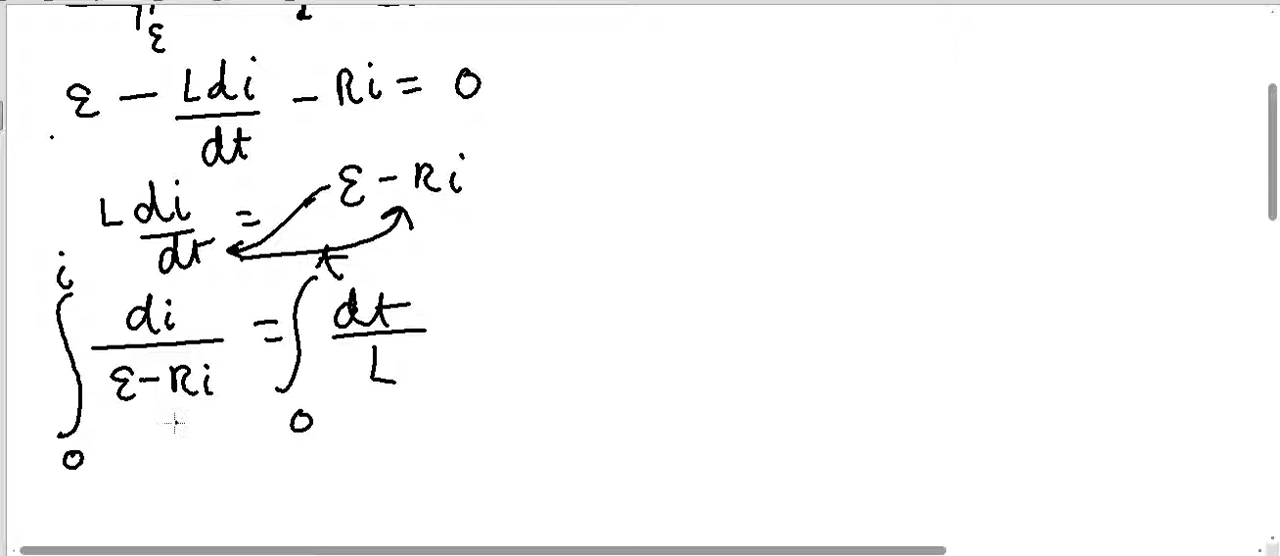 ε
ε - L di/dt - Ri = 0
L di/dt = ε - Ri
∫₀ⁱ di/(ε - Ri) = ∫₀ᵗ dt/L